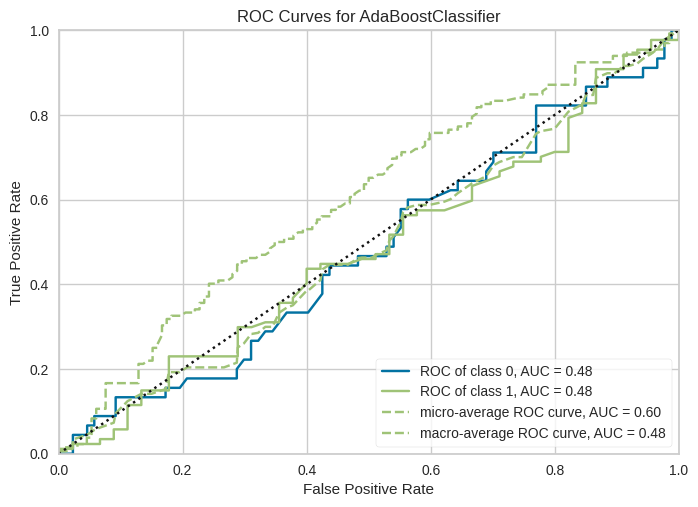 ROC Curves for AdaBoostClassifier
1.0
0.8
0.6
0.4
0.2
0.0
True Positive Rate
ROC of class 0, AUC = 0.48
ROC of class 1, AUC = 0.48
micro-average ROC curve, AUC = 0.60
macro-average ROC curve, AUC = 0.48
0.0 0.2 0.4 0.6 0.8 1.0
False Positive Rate